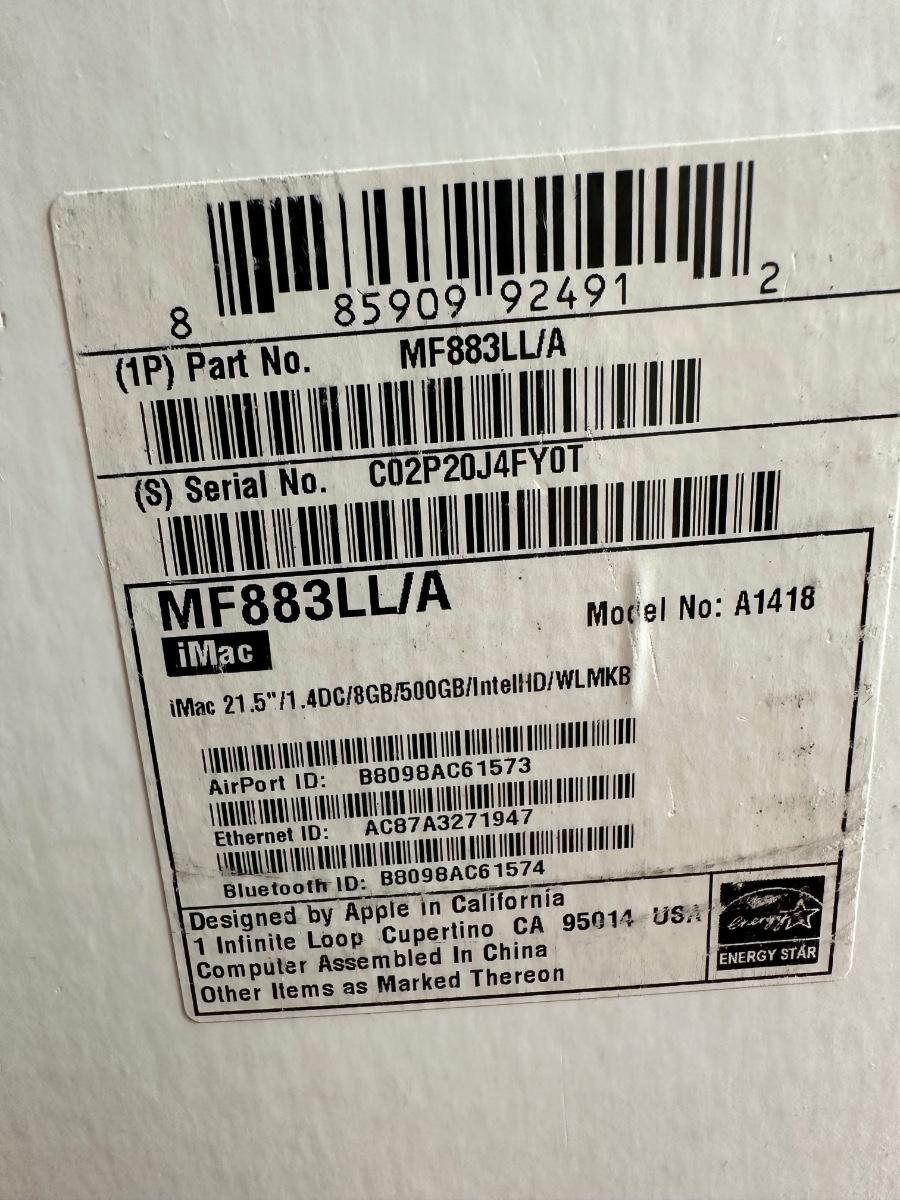 8 85909 92491 2
(1P) Part No. MF883LL/A
(S) Serial No. C02P20J4FY0T
MF883LL/A
iMac
Model No: A1418
iMac 21.5"/1.4DC/8GB/500GB/IntelHD/WLMKB
AirPort ID: B8098AC61573
Ethernet ID: AC87A3271947
Bluetooth ID: B8098AC61574
Designed by Apple in California
1 Infinite Loop Cupertino CA 95014 USA
Computer Assembled In China
Other Items as Marked Thereon
energy
ENERGY STAR